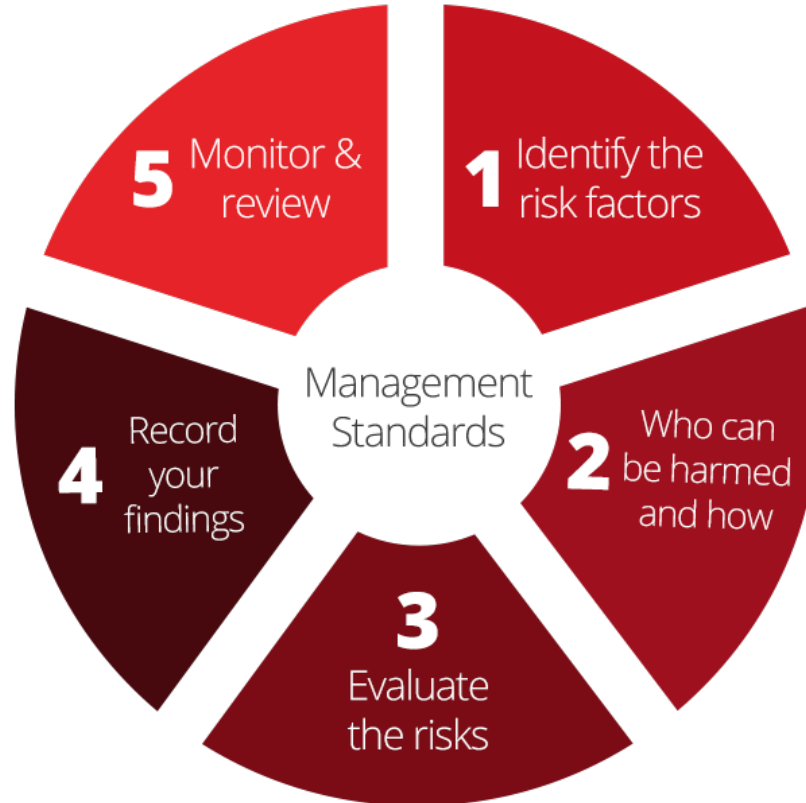 Management
Standards
1 Identify the
risk factors
2 Who can
be harmed
and how
3
Evaluate
the risks
4 Record
your
findings
5 Monitor &
review